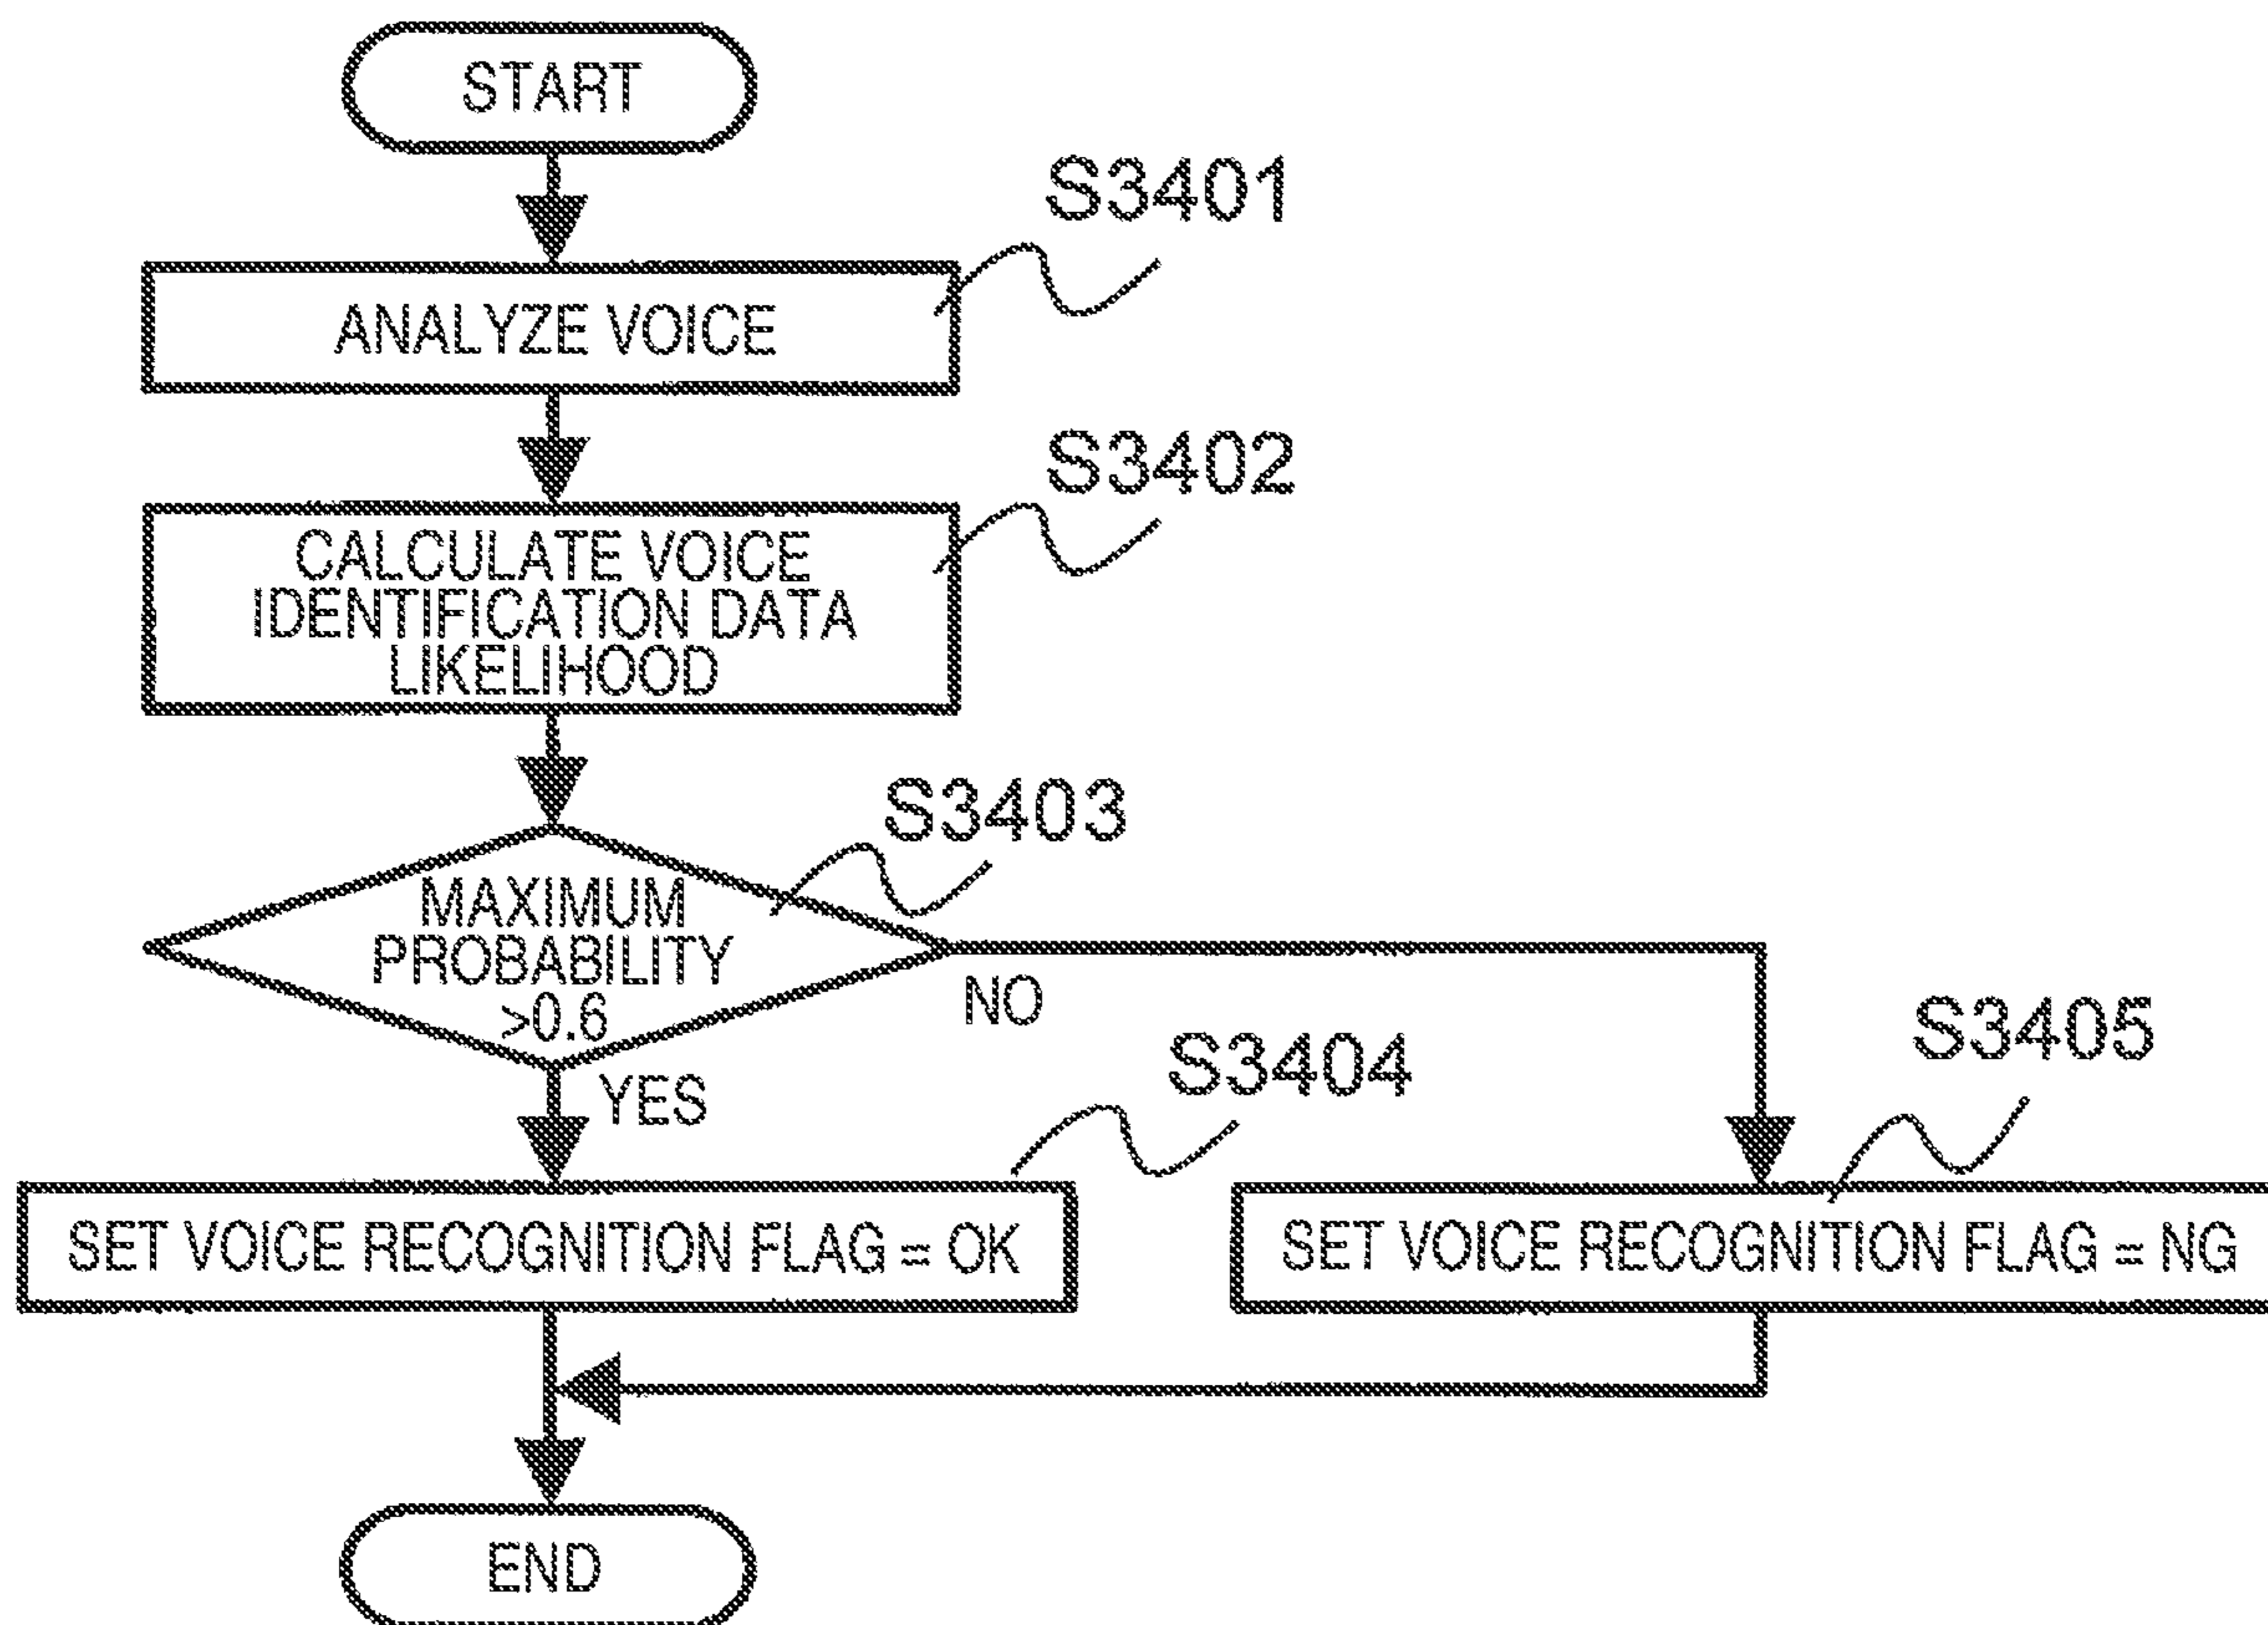 START
S3401
ANALYZE VOICE
S3402
CALCULATE VOICE
IDENTIFICATION DATA
LIKELIHOOD
S3403
MAXIMUM
PROBABILITY
>0.6
NO
YES
S3404
S3405
SET VOICE RECOGNITION FLAG = OK
SET VOICE RECOGNITION FLAG = NG
END